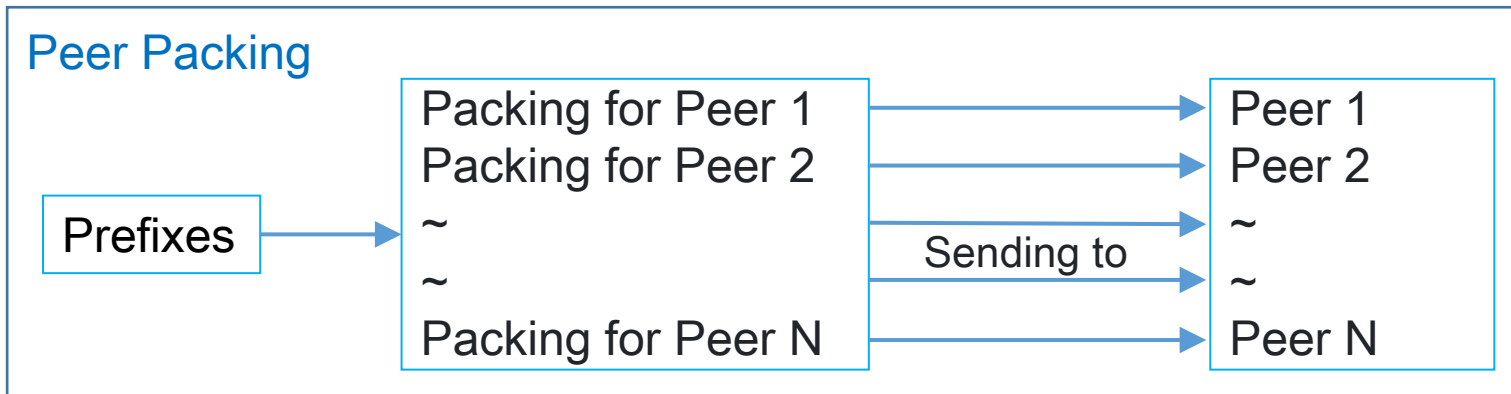 Peer Packing
Prefixes
Packing for Peer 1
Packing for Peer 2
~
~
Packing for Peer N
Sending to
Peer 1
Peer 2
~
~
Peer N